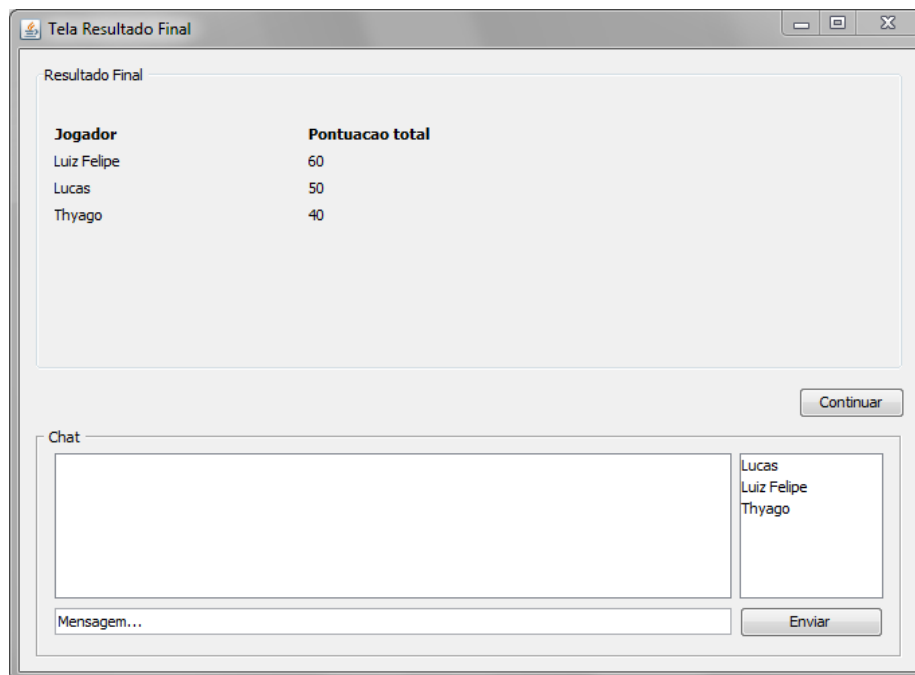 Tela Resultado Final
Resultado Final
Jogador Pontuacao total
Luiz Felipe 60
Lucas 50
Thyago 40
Continuar
Chat
Lucas
Luiz Felipe
Thyago
Mensagem... Enviar